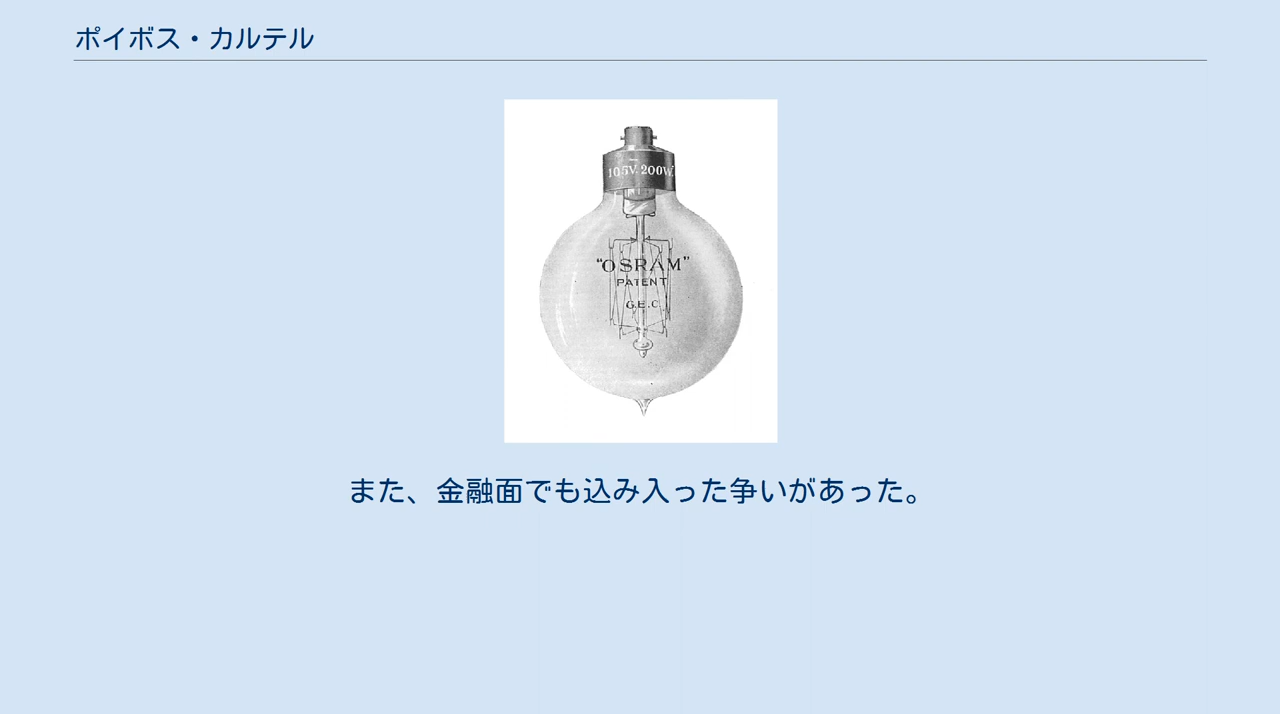 ポイボス・カルテル
105V.200W.
“OSRAM”
PATENT
G.E.C.
また、金融面でも込み入った争いがあった。